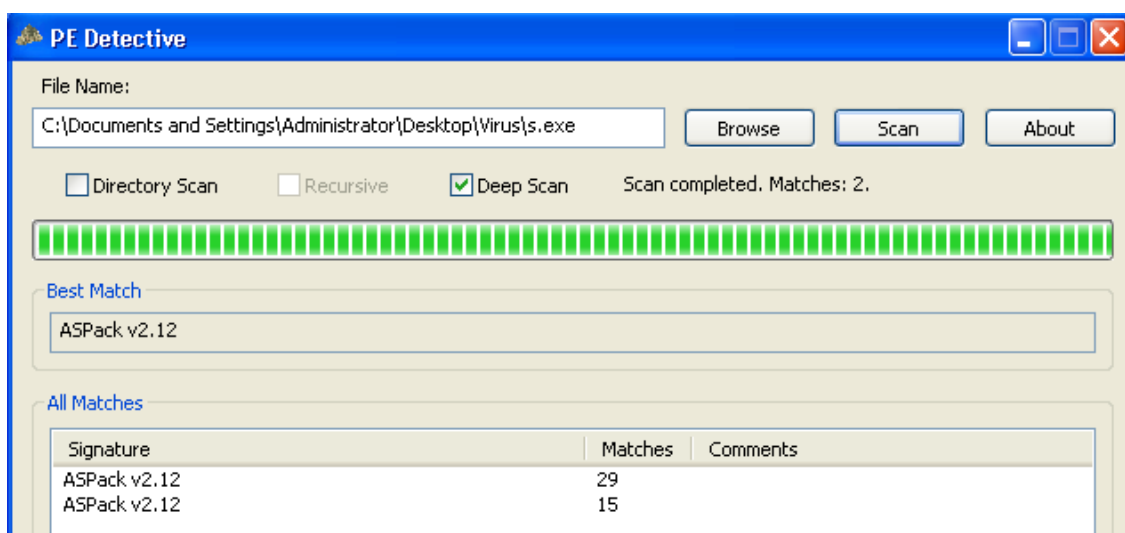 PE Detective
File Name:
C:\Documents and Settings\Administrator\Desktop\Virus\s.exe Browse Scan About
Directory Scan Recursive Deep Scan Scan completed. Matches: 2.
Best Match
ASPack v2.12
All Matches
Signature Matches Comments
ASPack v2.12 29
ASPack v2.12 15